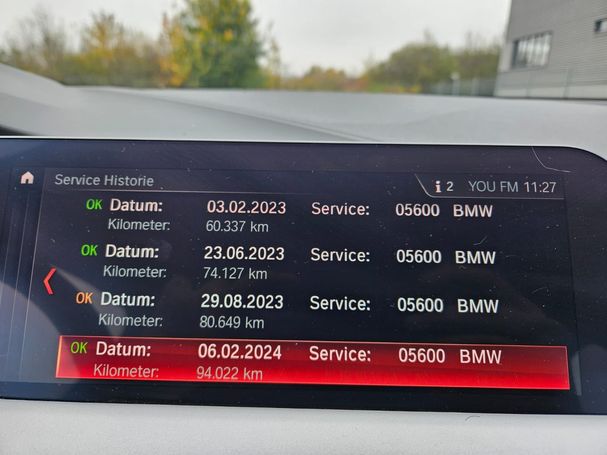 Service Historie
i 2 YOU FM 11:27
OK Datum: 03.02.2023 Service: 05600 BMW
Kilometer: 60.337 km
OK Datum: 23.06.2023 Service: 05600 BMW
Kilometer: 74.127 km
OK Datum: 29.08.2023 Service: 05600 BMW
Kilometer: 80.649 km
OK Datum: 06.02.2024 Service: 05600 BMW
Kilometer: 94.022 km